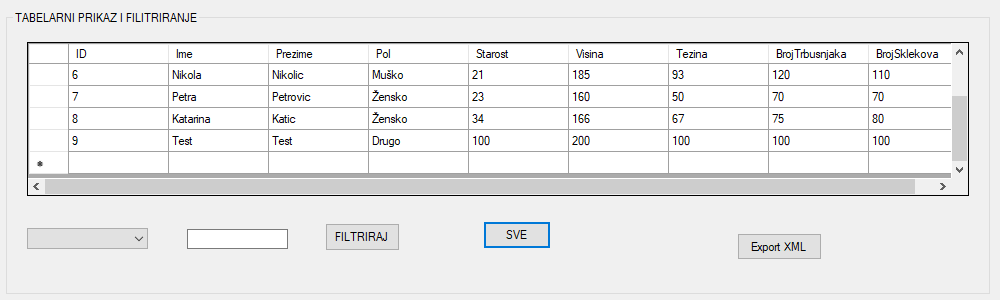 TABELARNI PRIKAZ I FILITRIRANJE
ID Ime Prezime Pol Starost Visina Tezina BrojTrbusnjaka BrojSklekova
6 Nikola Nikolic Muško 21 185 93 120 110
7 Petra Petrovic Žensko 23 160 50 70 70
8 Katarina Katic Žensko 34 166 67 75 80
9 Test Test Drugo 100 200 100 100 100
*
FILTRIRAJ SVE Export XML